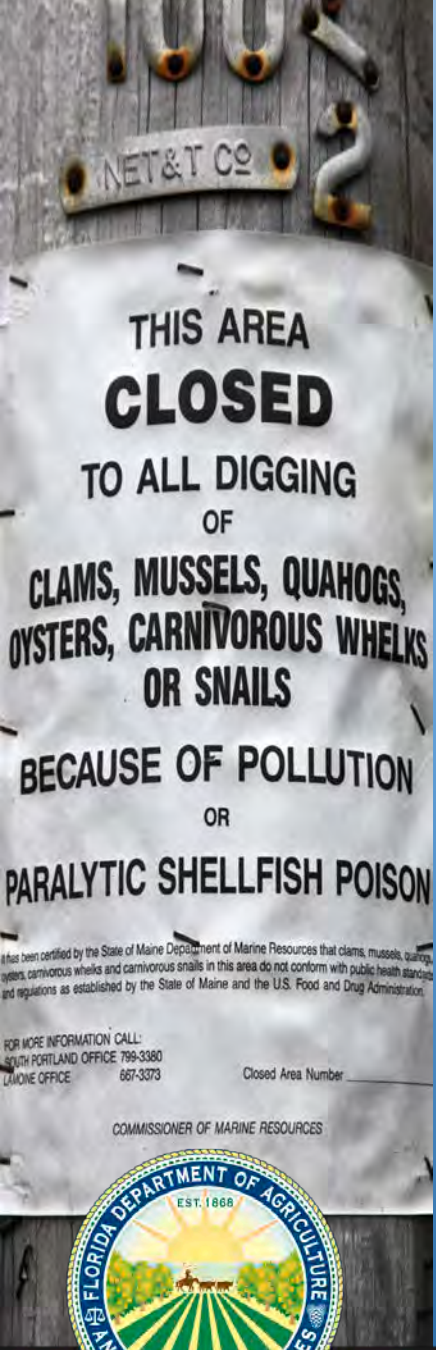 NET&T Cº
2
THIS AREA
CLOSED
TO ALL DIGGING
OF
CLAMS, MUSSELS, QUAHOGS,
OYSTERS, CARNIVOROUS WHELKS
OR SNAILS
BECAUSE OF POLLUTION
OR
PARALYTIC SHELLFISH POISON
It has been certified by the State of Maine Department of Marine Resources that clams, mussels, quahogs,
oysters, carnivorous whelks and carnivorous snails in this area do not conform with public health standards
and regulations as established by the State of Maine and the U.S. Food and Drug Administration.
FOR MORE INFORMATION CALL:
SOUTH PORTLAND OFFICE 799-3380
LAMOINE OFFICE 667-3373 Closed Area Number
COMMISSIONER OF MARINE RESOURCES
FLORIDA DEPARTMENT OF AGRICULTURE
EST. 1868